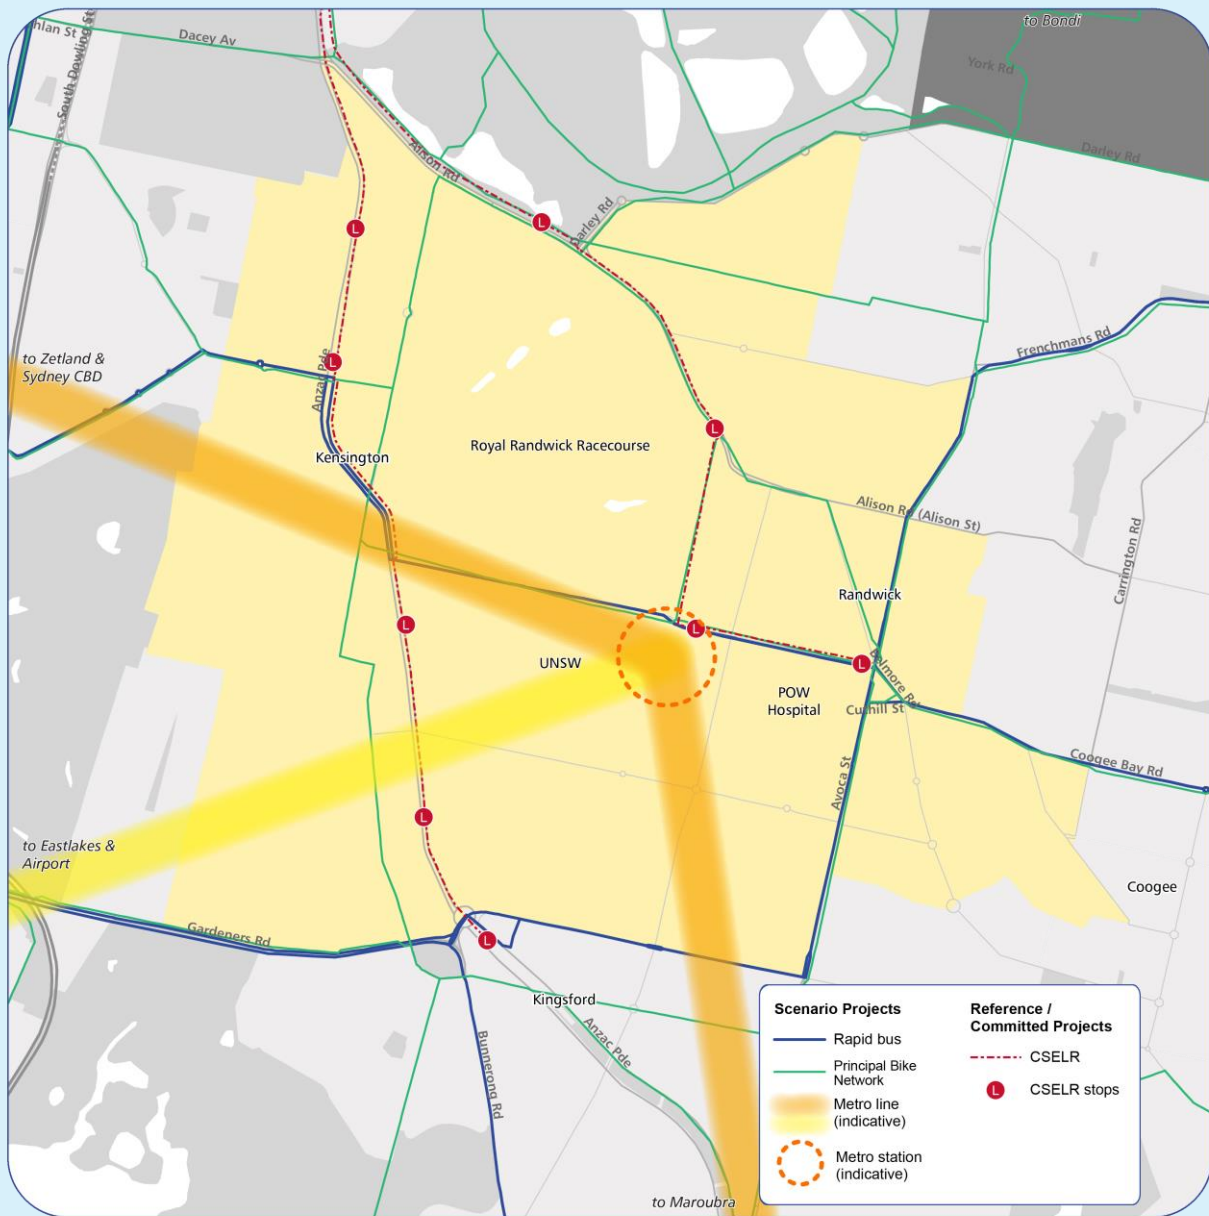 to Bondi
hlan St
Dacey Av
South Dowling St
York Rd
Darley Rd
Alison Rd
Darley Rd
to Zetland &
Sydney CBD
Anzac Pde
Frenchmans Rd
Royal Randwick Racecourse
Kensington
Alison Rd (Alison St)
Carrington Rd
Randwick
L
L
L
L
L
L
L
L
L
UNSW
Belmore Rd
POW
Hospital
Cuthill St
Coogee Bay Rd
Avoca St
to Eastlakes &
Airport
Coogee
Gardeners Rd
Kingsford
Anzac Pde
Bunnerong Rd
to Maroubra
Scenario Projects
Rapid bus
Principal Bike
Network
Metro line
(indicative)
Metro station
(indicative)
Reference /
Committed Projects
CSELR
L
CSELR stops